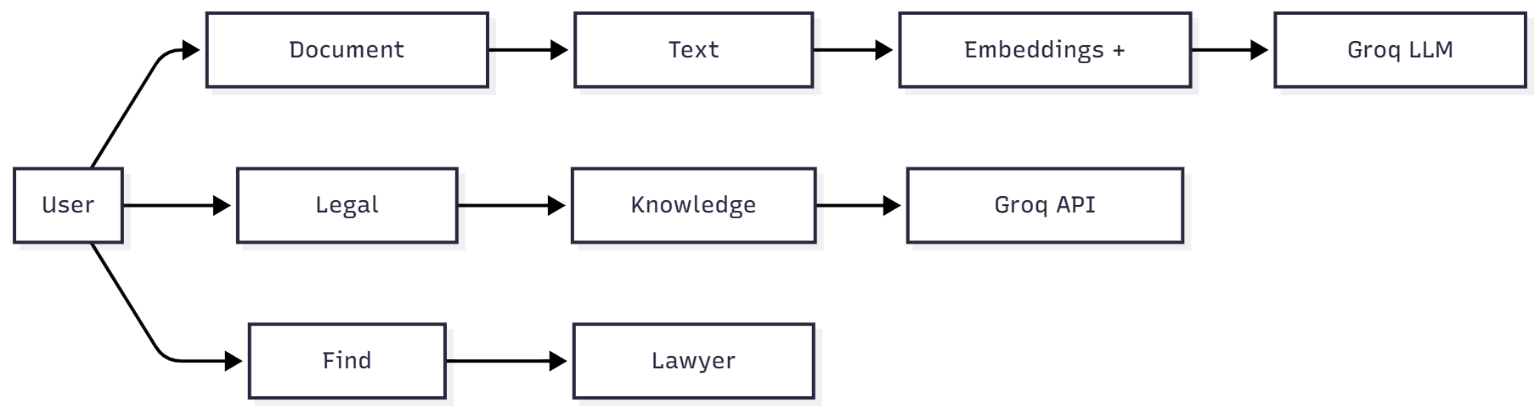 Document
Text
Embeddings +
Groq LLM
User
Legal
Knowledge
Groq API
Find
Lawyer